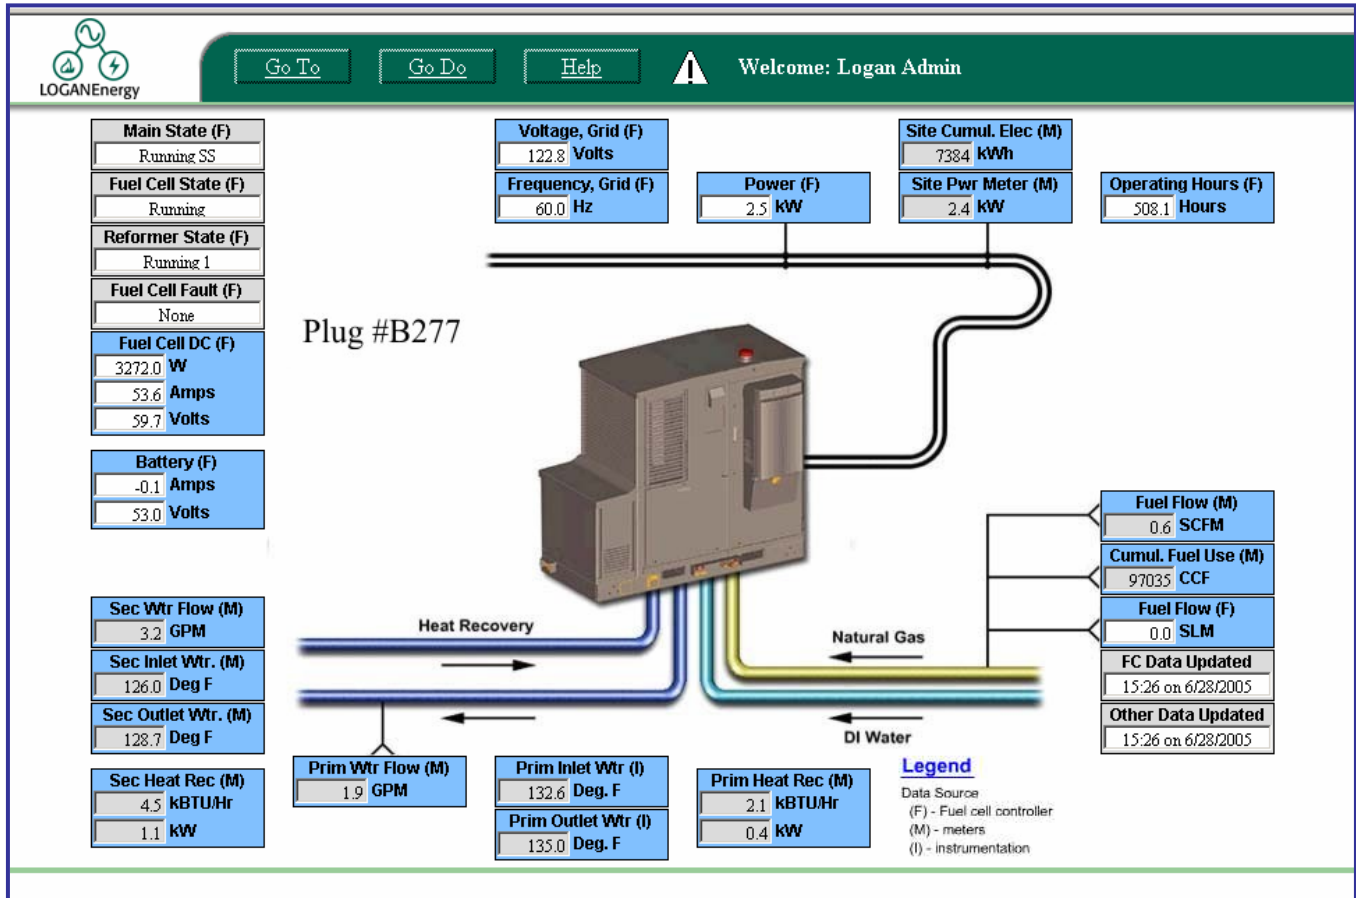 LOGANEnergy
Go To
Go Do
Help
Welcome: Logan Admin
Main State (F)
Running SS
Fuel Cell State (F)
Running
Reformer State (F)
Running 1
Fuel Cell Fault (F)
None
Fuel Cell DC (F)
3272.0 W
53.6 Amps
59.7 Volts
Battery (F)
-0.1 Amps
53.0 Volts
Voltage, Grid (F)
122.8 Volts
Frequency, Grid (F)
60.0 Hz
Power (F)
2.5 kW
Site Cumul. Elec (M)
7384 kWh
Site Pwr Meter (M)
2.4 kW
Operating Hours (F)
508.1 Hours
Plug #B277
Fuel Flow (M)
0.6 SCFM
Cumul. Fuel Use (M)
97035 CCF
Fuel Flow (F)
0.0 SLM
FC Data Updated
15:26 on 6/28/2005
Other Data Updated
15:26 on 6/28/2005
Heat Recovery
Natural Gas
DI Water
Sec Wtr Flow (M)
3.2 GPM
Sec Inlet Wtr. (M)
126.0 Deg F
Sec Outlet Wtr. (M)
128.7 Deg F
Sec Heat Rec (M)
4.5 kBTU/Hr
1.1 kW
Prim Wtr Flow (M)
1.9 GPM
Prim Inlet Wtr (I)
132.6 Deg. F
Prim Outlet Wtr (I)
135.0 Deg. F
Prim Heat Rec (M)
2.1 kBTU/Hr
0.4 kW
Legend
Data Source
(F) - Fuel cell controller
(M) - meters
(I) - instrumentation